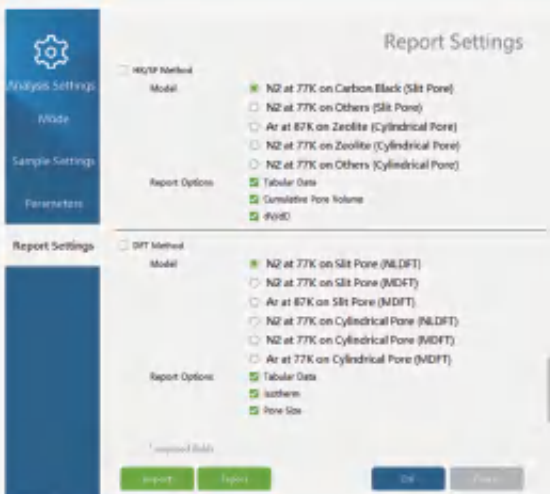 Report Settings
Analysis Settings
Mode
Sample Settings
Parameters
Report Settings
HK/SF Method
Model
N2 at 77K on Carbon Black (Slit Pore)
N2 at 77K on Others (Slit Pore)
Ar at 87K on Zeolite (Cylindrical Pore)
N2 at 77K on Zeolite (Cylindrical Pore)
N2 at 77K on Others (Cylindrical Pore)
Report Options
Tabular Data
Cumulative Pore Volume
DFT Method
Model
N2 at 77K on Slit Pore (NLDFT)
N2 at 77K on Slit Pore (MDFT)
Ar at 87K on Slit Pore (MDFT)
N2 at 77K on Cylindrical Pore (NLDFT)
N2 at 77K on Cylindrical Pore (MDFT)
Ar at 77K on Cylindrical Pore (MDFT)
Report Options
Tabular Data
Isotherm
Pore Size
* required fields
Import
OK